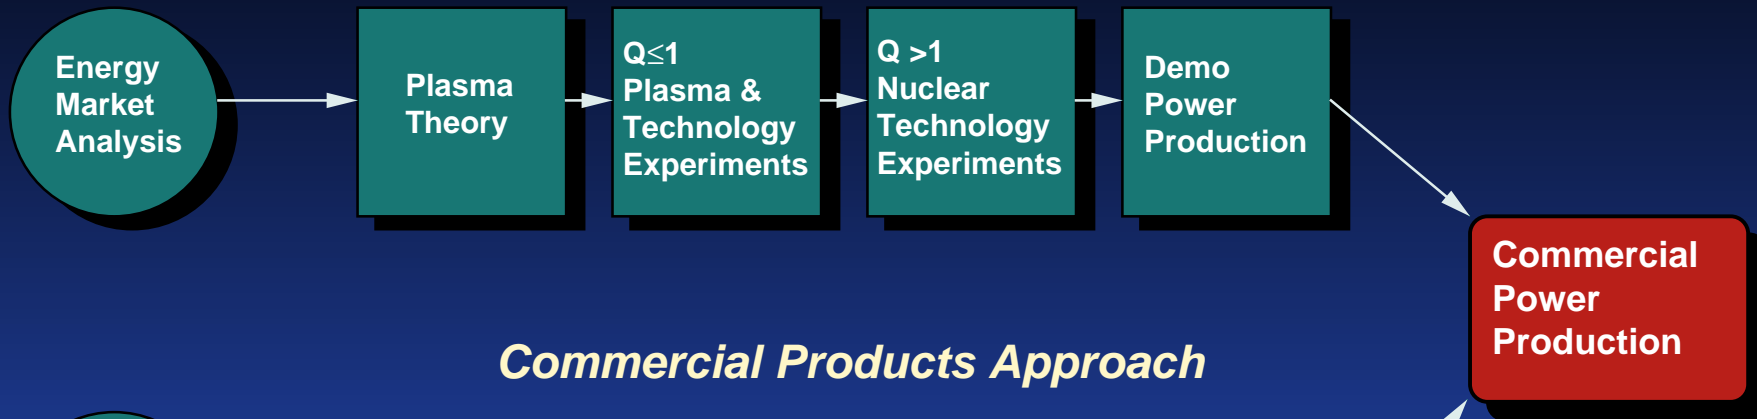 Energy
Market
Analysis
Plasma
Theory
Q≤1
Plasma &
Technology
Experiments
Q >1
Nuclear
Technology
Experiments
Demo
Power
Production
Commercial
Power
Production
Commercial Products Approach